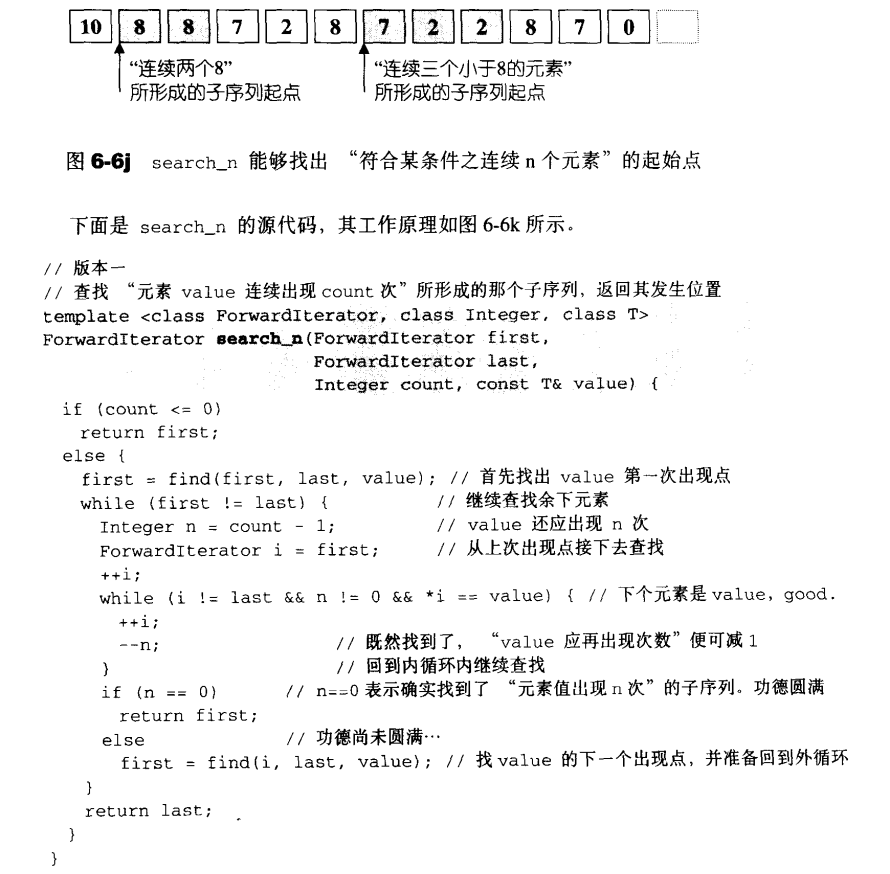 10 8 8 7 2 8 7 2 2 8 7 0
“连续两个8”
所形成的子序列起点
“连续三个小于8的元素”
所形成的子序列起点
图 6-6j search_n 能够找出 “符合某条件之连续 n 个元素”的起始点
下面是 search_n 的源代码，其工作原理如图 6-6k 所示。
// 版本一
// 查找 “元素 value 连续出现 count 次”所形成的那个子序列，返回其发生位置
template <class ForwardIterator, class Integer, class T>
ForwardIterator search_n(ForwardIterator first,
ForwardIterator last,
Integer count, const T& value) {
if (count <= 0)
return first;
else {
first = find(first, last, value); // 首先找出 value 第一次出现点
while (first != last) { // 继续查找余下元素
Integer n = count - 1; // value 还应出现 n 次
ForwardIterator i = first; // 从上次出现点接下去查找
++i;
while (i != last && n != 0 && *i == value) { // 下个元素是 value, good.
++i;
--n; // 既然找到了， “value 应再出现次数”便可减 1
} // 回到内循环内继续查找
if (n == 0) // n==0 表示确实找到了 “元素值出现 n 次”的子序列。功德圆满
return first;
else // 功德尚未圆满…
first = find(i, last, value); // 找 value 的下一个出现点，并准备回到外循环
}
return last;
}
}